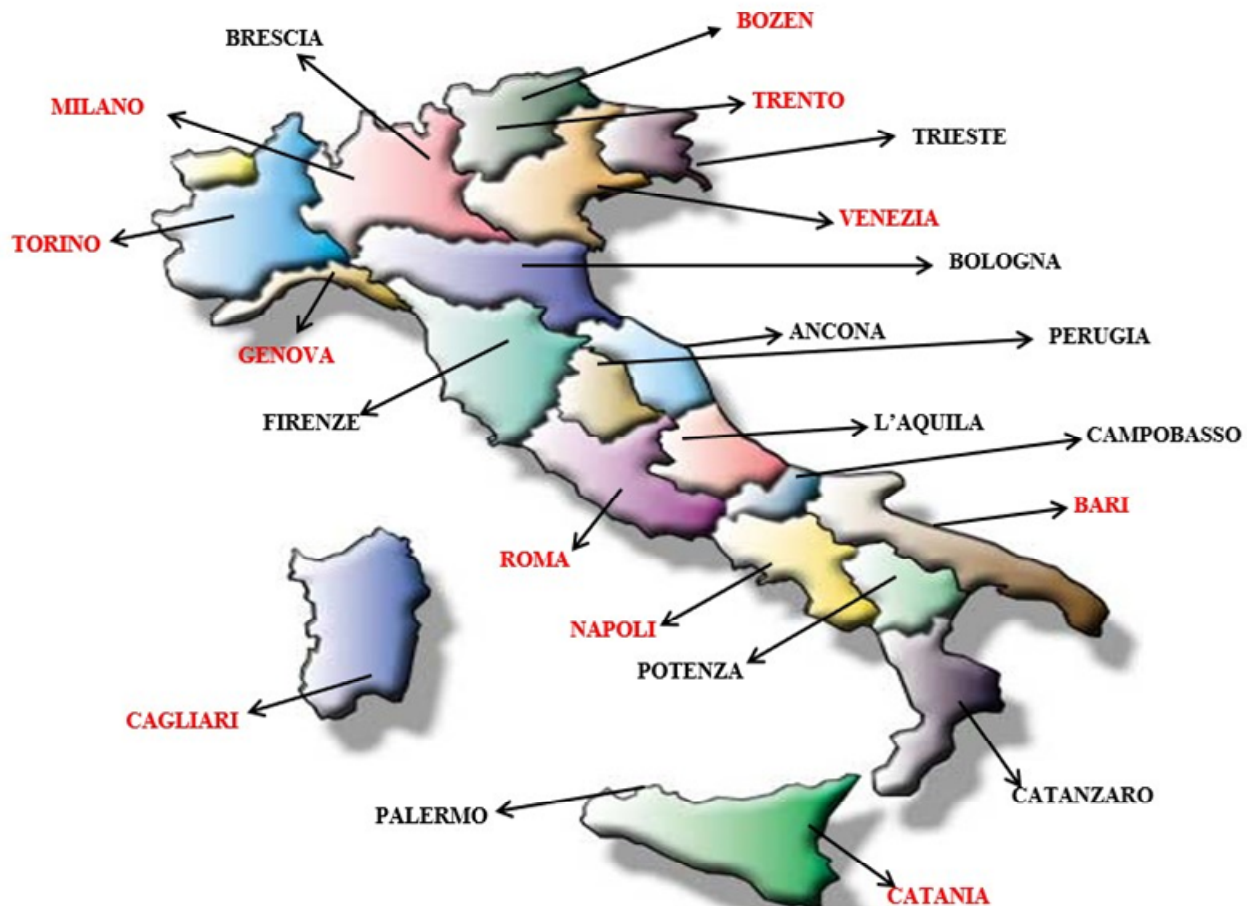 BOZEN
BRESCIA
MILANO
TRENTO
TRIESTE
VENEZIA
TORINO
BOLOGNA
ANCONA
PERUGIA
GENOVA
FIRENZE
L’AQUILA
CAMPOBASSO
BARI
ROMA
NAPOLI
POTENZA
CAGLIARI
CATANZARO
PALERMO
CATANIA